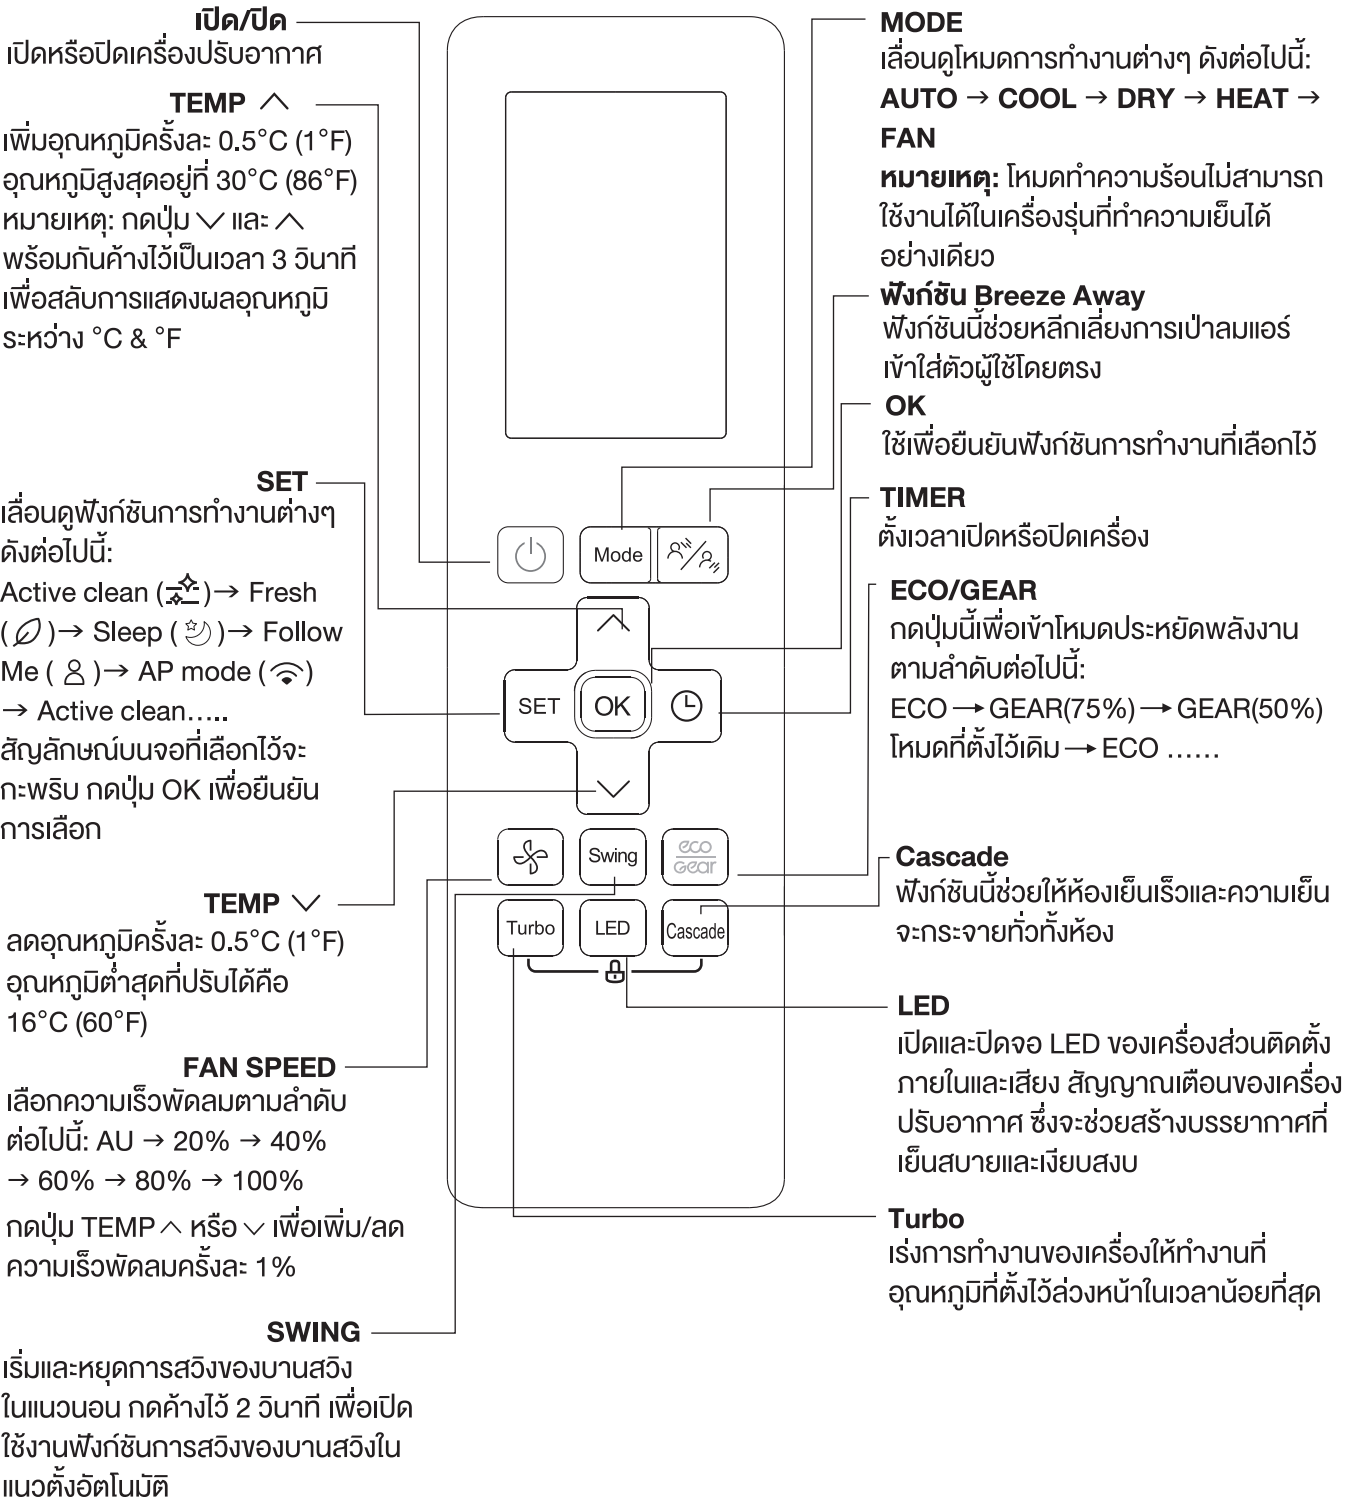 เปิด/ปิด
เปิดหรือปิดเครื่องปรับอากาศ
TEMP ︿
เพิ่มอุณหภูมิครั้งละ 0.5°C (1°F)
อุณหภูมิสูงสุดอยู่ที่ 30°C (86°F)
หมายเหตุ: กดปุ่ม ﹀ และ ︿
พร้อมกันค้างไว้เป็นเวลา 3 วินาที
เพื่อสลับการแสดงผลอุณหภูมิ
ระหว่าง °C & °F
SET
เลื่อนดูฟังก์ชันการทำงานต่างๆ
ดังต่อไปนี้:
Active clean ( ) → Fresh
( ) → Sleep ( ) → Follow
Me ( ) → AP mode ( )
→ Active clean.....
สัญลักษณ์บนจอที่เลือกไว้จะ
กะพริบ กดปุ่ม OK เพื่อยืนยัน
การเลือก
TEMP ﹀
ลดอุณหภูมิครั้งละ 0.5°C (1°F)
อุณหภูมิต่ำสุดที่ปรับได้คือ
16°C (60°F)
FAN SPEED
เลือกความเร็วพัดลมตามลำดับ
ต่อไปนี้: AU → 20% → 40%
→ 60% → 80% → 100%
กดปุ่ม TEMP ︿ หรือ ﹀ เพื่อเพิ่ม/ลด
ความเร็วพัดลมครั้งละ 1%
SWING
เริ่มและหยุดการสวิงของบานสวิง
ในแนวนอน กดค้างไว้ 2 วินาที เพื่อเปิด
ใช้งานฟังก์ชันการสวิงของบานสวิงใน
แนวตั้งอัตโนมัติ
Mode
SET
OK
Swing
eco
Gear
Turbo
LED
Cascade
MODE
เลื่อนดูโหมดการทำงานต่างๆ ดังต่อไปนี้:
AUTO → COOL → DRY → HEAT →
FAN
หมายเหตุ: โหมดทำความร้อนไม่สามารถ
ใช้งานได้ในเครื่องรุ่นที่ทำความเย็นได้
อย่างเดียว
ฟังก์ชัน Breeze Away
ฟังก์ชันนี้ช่วยหลีกเลี่ยงการเป่าลมแอร์
เข้าใส่ตัวผู้ใช้โดยตรง
OK
ใช้เพื่อยืนยันฟังก์ชันการทำงานที่เลือกไว้
TIMER
ตั้งเวลาเปิดหรือปิดเครื่อง
ECO/GEAR
กดปุ่มนี้เพื่อเข้าโหมดประหยัดพลังงาน
ตามลำดับต่อไปนี้:
ECO → GEAR(75%) → GEAR(50%)
โหมดที่ตั้งไว้เดิม → ECO ......
Cascade
ฟังก์ชันนี้ช่วยให้ห้องเย็นเร็วและความเย็น
จะกระจายทั่วทั้งห้อง
LED
เปิดและปิดจอ LED ของเครื่องส่วนติดตั้ง
ภายในและเสียง สัญญาณเตือนของเครื่อง
ปรับอากาศ ซึ่งจะช่วยสร้างบรรยากาศที่
เย็นสบายและเงียบสงบ
Turbo
เร่งการทำงานของเครื่องให้ทำงานที่
อุณหภูมิที่ตั้งไว้ล่วงหน้าในเวลาน้อยที่สุด